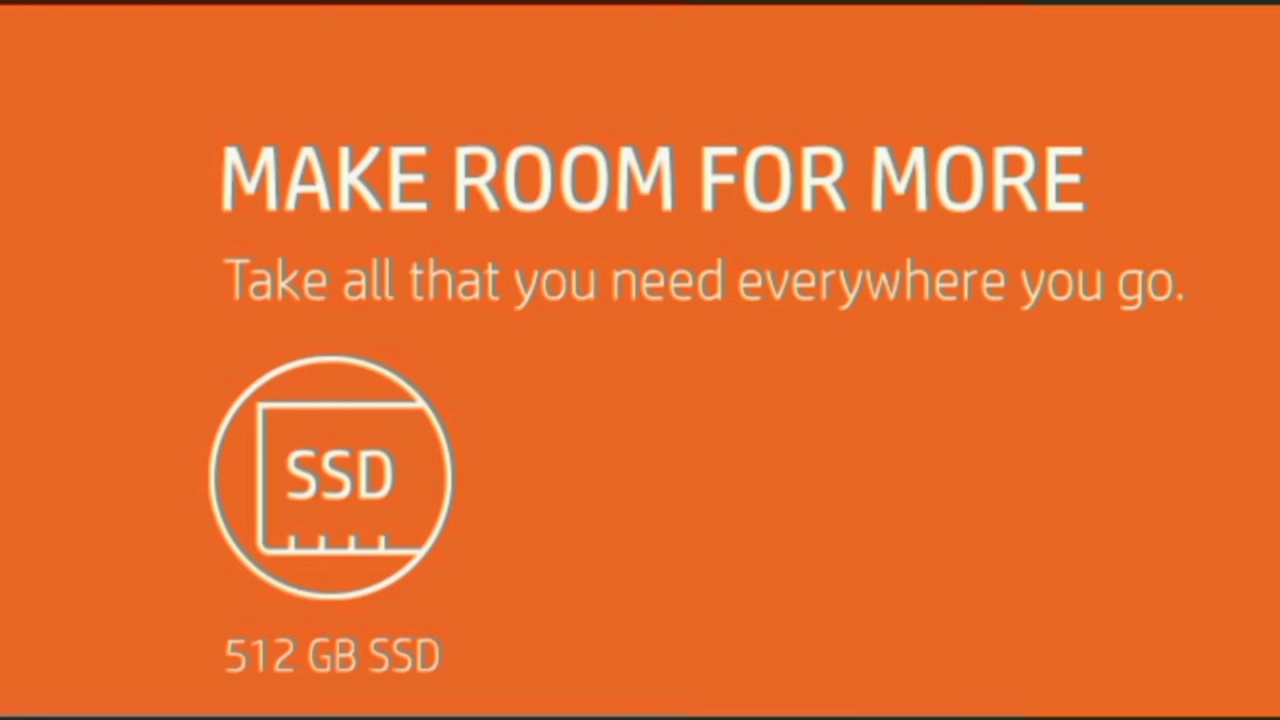 MAKE ROOM FOR MORE
Take all that you need everywhere you go.
SSD
512 GB SSD